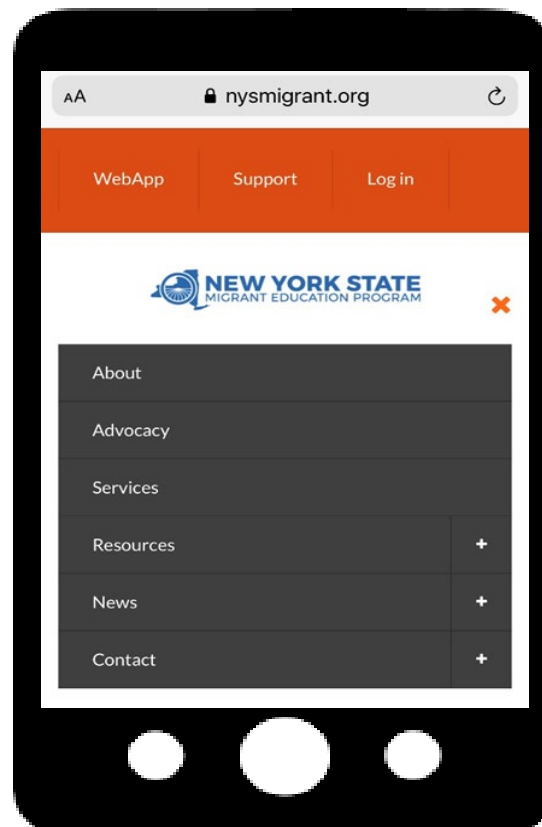 AA nysmigrant.org
WebApp Support Log in
NEW YORK STATE
MIGRANT EDUCATION PROGRAM
About
Advocacy
Services
Resources +
News +
Contact +